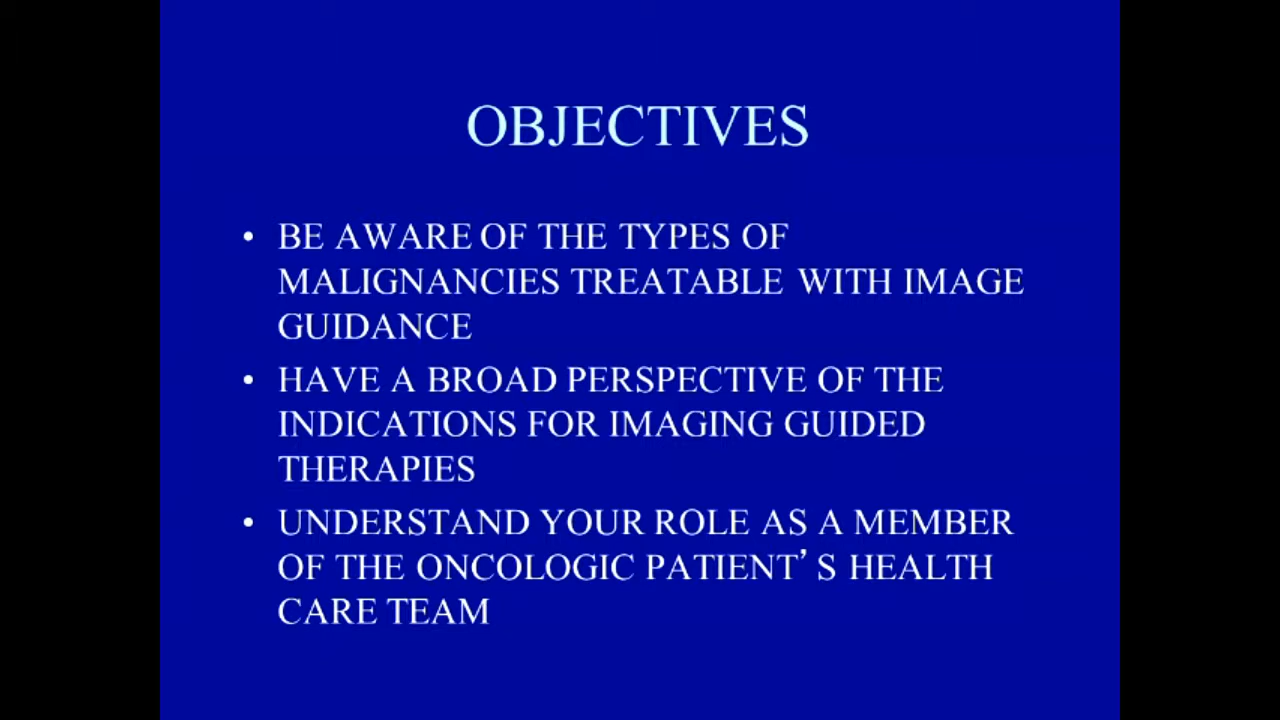 OBJECTIVES
• BE AWARE OF THE TYPES OF
MALIGNANCIES TREATABLE WITH IMAGE
GUIDANCE
• HAVE A BROAD PERSPECTIVE OF THE
INDICATIONS FOR IMAGING GUIDED
THERAPIES
• UNDERSTAND YOUR ROLE AS A MEMBER
OF THE ONCOLOGIC PATIENT’S HEALTH
CARE TEAM